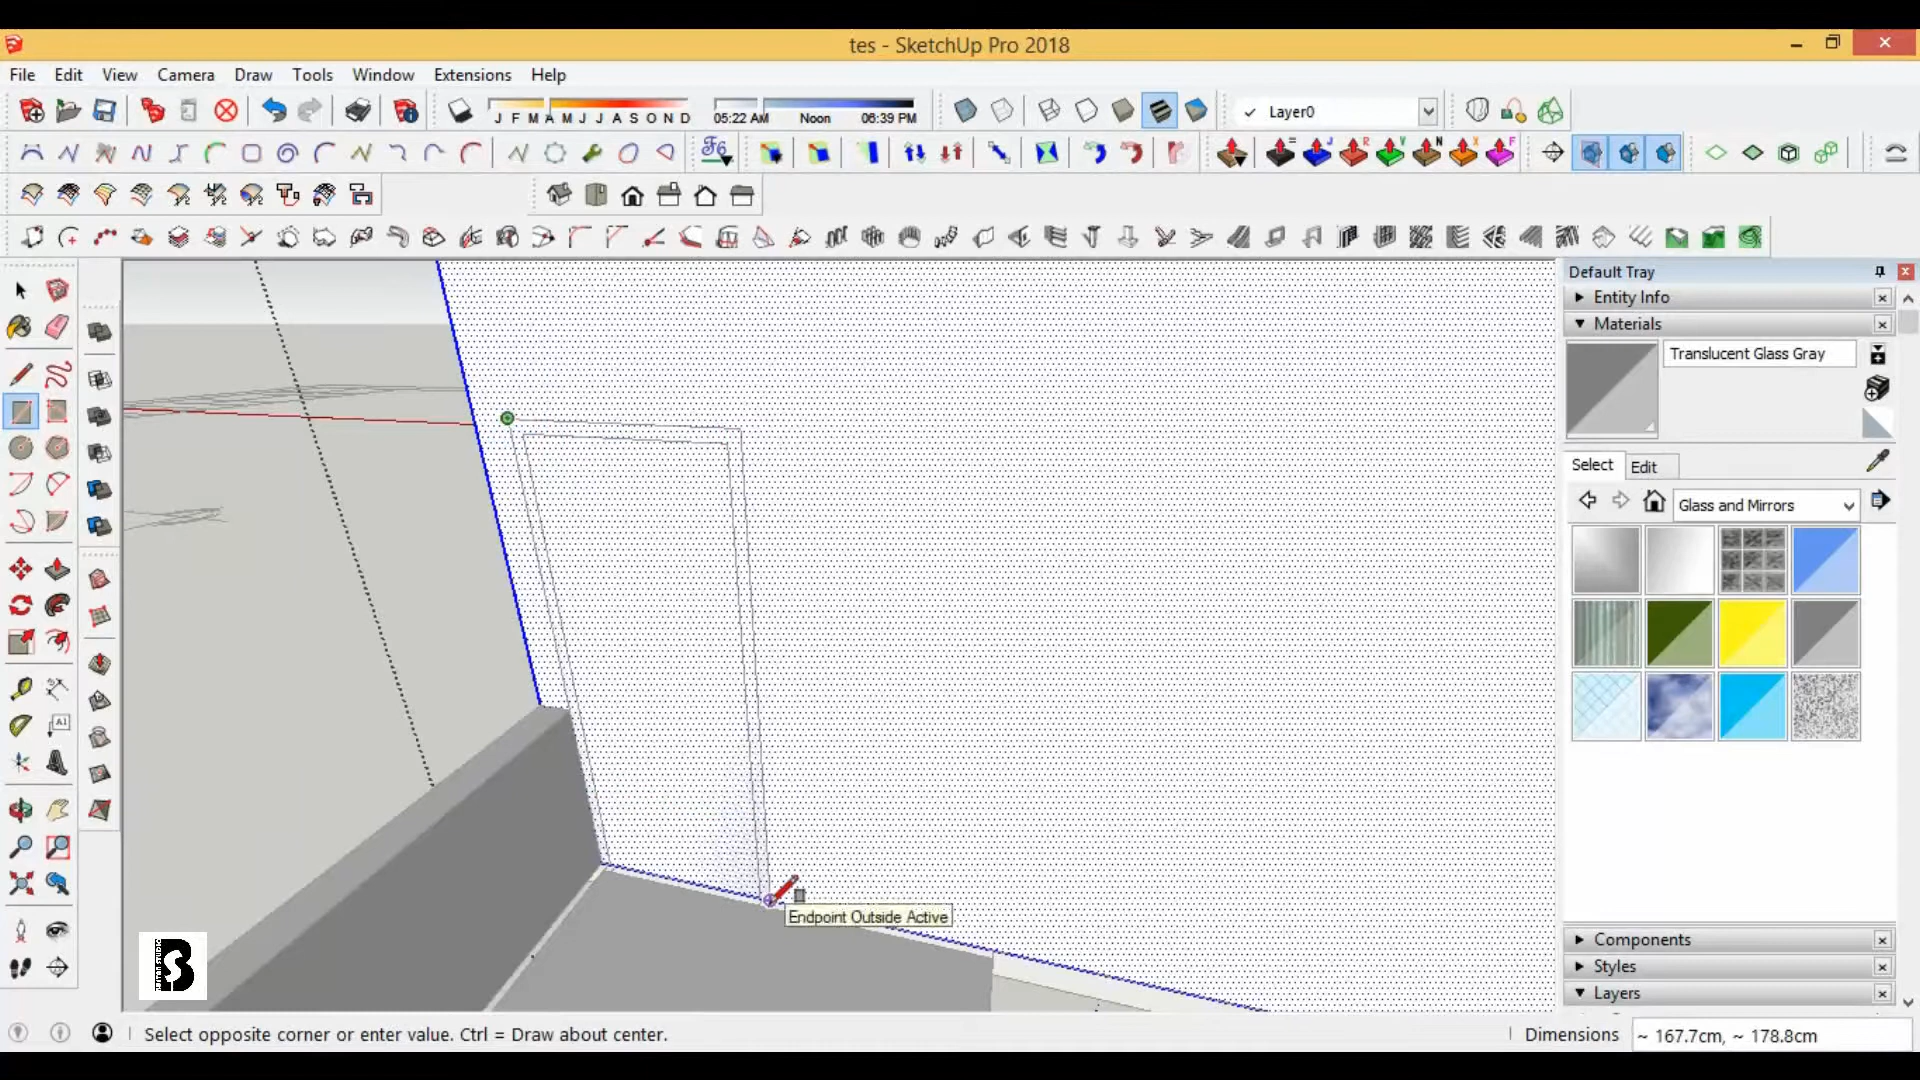 tes - SketchUp Pro 2018
File Edit View Camera Draw Tools Window Extensions Help
J F M A M J J A S O N D
05:22 AM Noon 06:39 PM
Layer0
Default Tray
Entity Info
Materials
Translucent Glass Gray
Select Edit
Glass and Mirrors
Endpoint Outside Active
Components
Styles
Layers
Select opposite corner or enter value. Ctrl = Draw about center.
Dimensions ~ 167.7cm, ~ 178.8cm